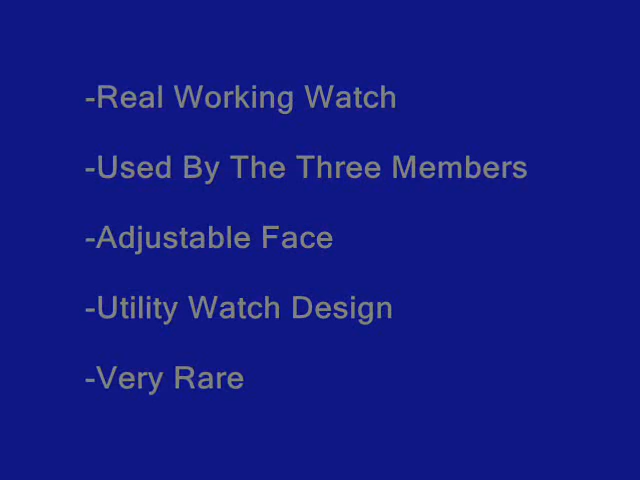 -Real Working Watch
-Used By The Three Members
-Adjustable Face
-Utility Watch Design
-Very Rare